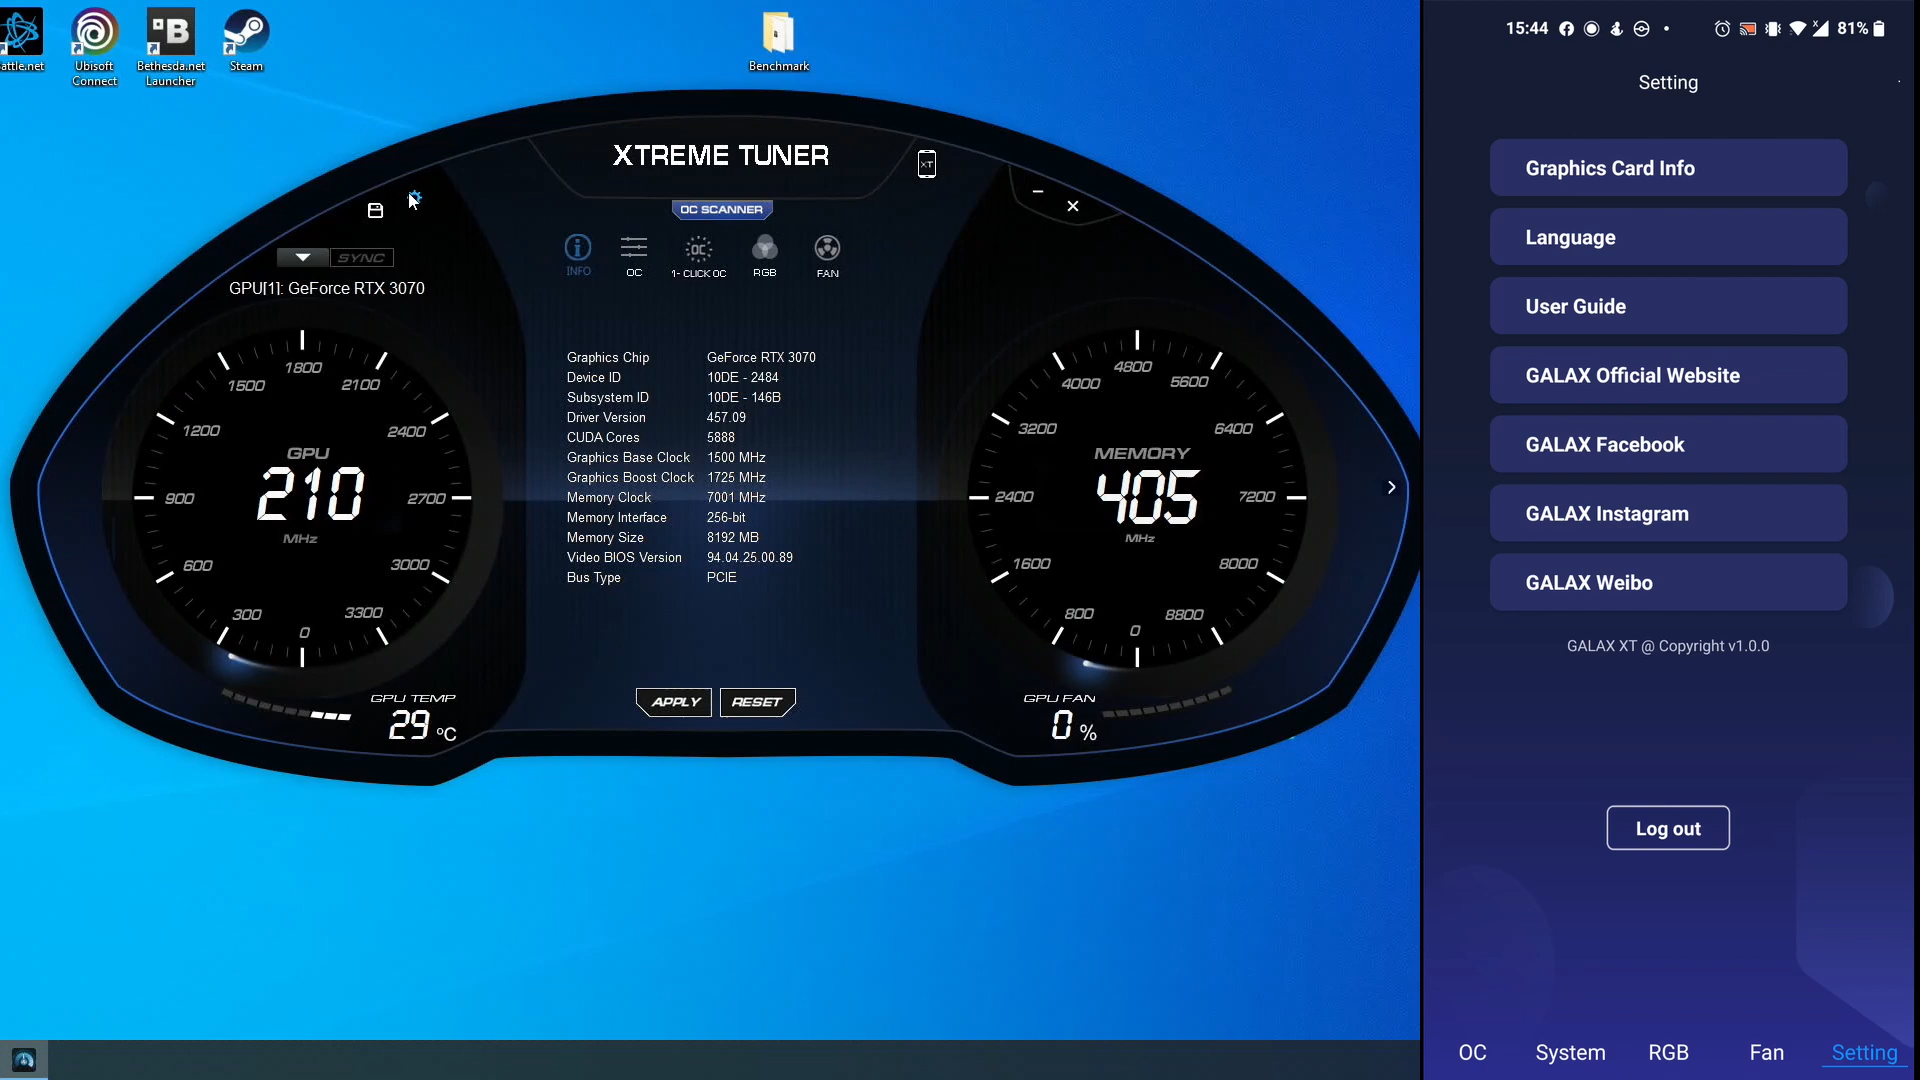 attle.net
Ubisoft
Connect
B
Bethesda.net
Launcher
Steam
Benchmark
XTREME TUNER
XT
OC SCANNER
INFO
OC
OC
1- CLICK OC
RGB
FAN
SYNC
GPU[1]: GeForce RTX 3070
1800
1500
2100
1200
2400
GPU
210
900
2700
MHz
600
3000
300
3300
0
GPU TEMP
29 °C
Graphics Chip GeForce RTX 3070
Device ID 10DE - 2484
Subsystem ID 10DE - 146B
Driver Version 457.09
CUDA Cores 5888
Graphics Base Clock 1500 MHz
Graphics Boost Clock 1725 MHz
Memory Clock 7001 MHz
Memory Interface 256-bit
Memory Size 8192 MB
Video BIOS Version 94.04.25.00.89
Bus Type PCIE
APPLY
RESET
4800
4000
5600
3200
6400
MEMORY
405
2400
7200
MHz
1600
8000
800
8800
0
GPU FAN
0 %
15:44
81%
Setting
Graphics Card Info
Language
User Guide
GALAX Official Website
GALAX Facebook
GALAX Instagram
GALAX Weibo
GALAX XT @ Copyright v1.0.0
Log out
OC System RGB Fan Setting